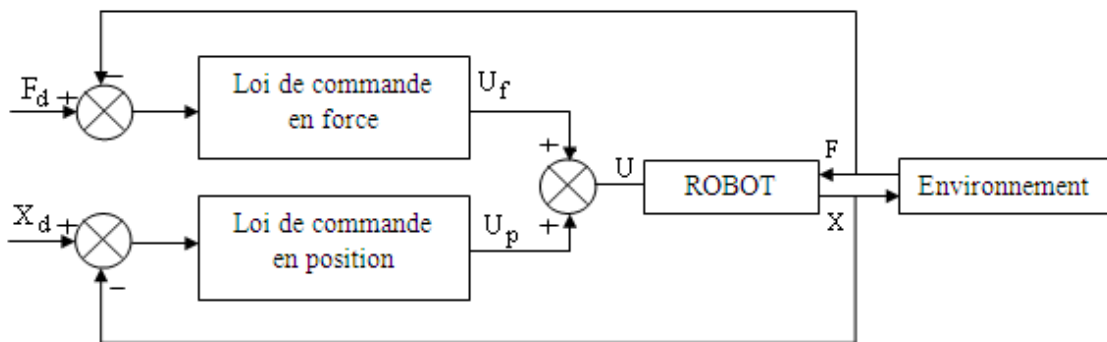 F_d + −
Loi de commande
en force
U_f
+
U
ROBOT
F
X
Environnement
X_d + −
Loi de commande
en position
U_p
+